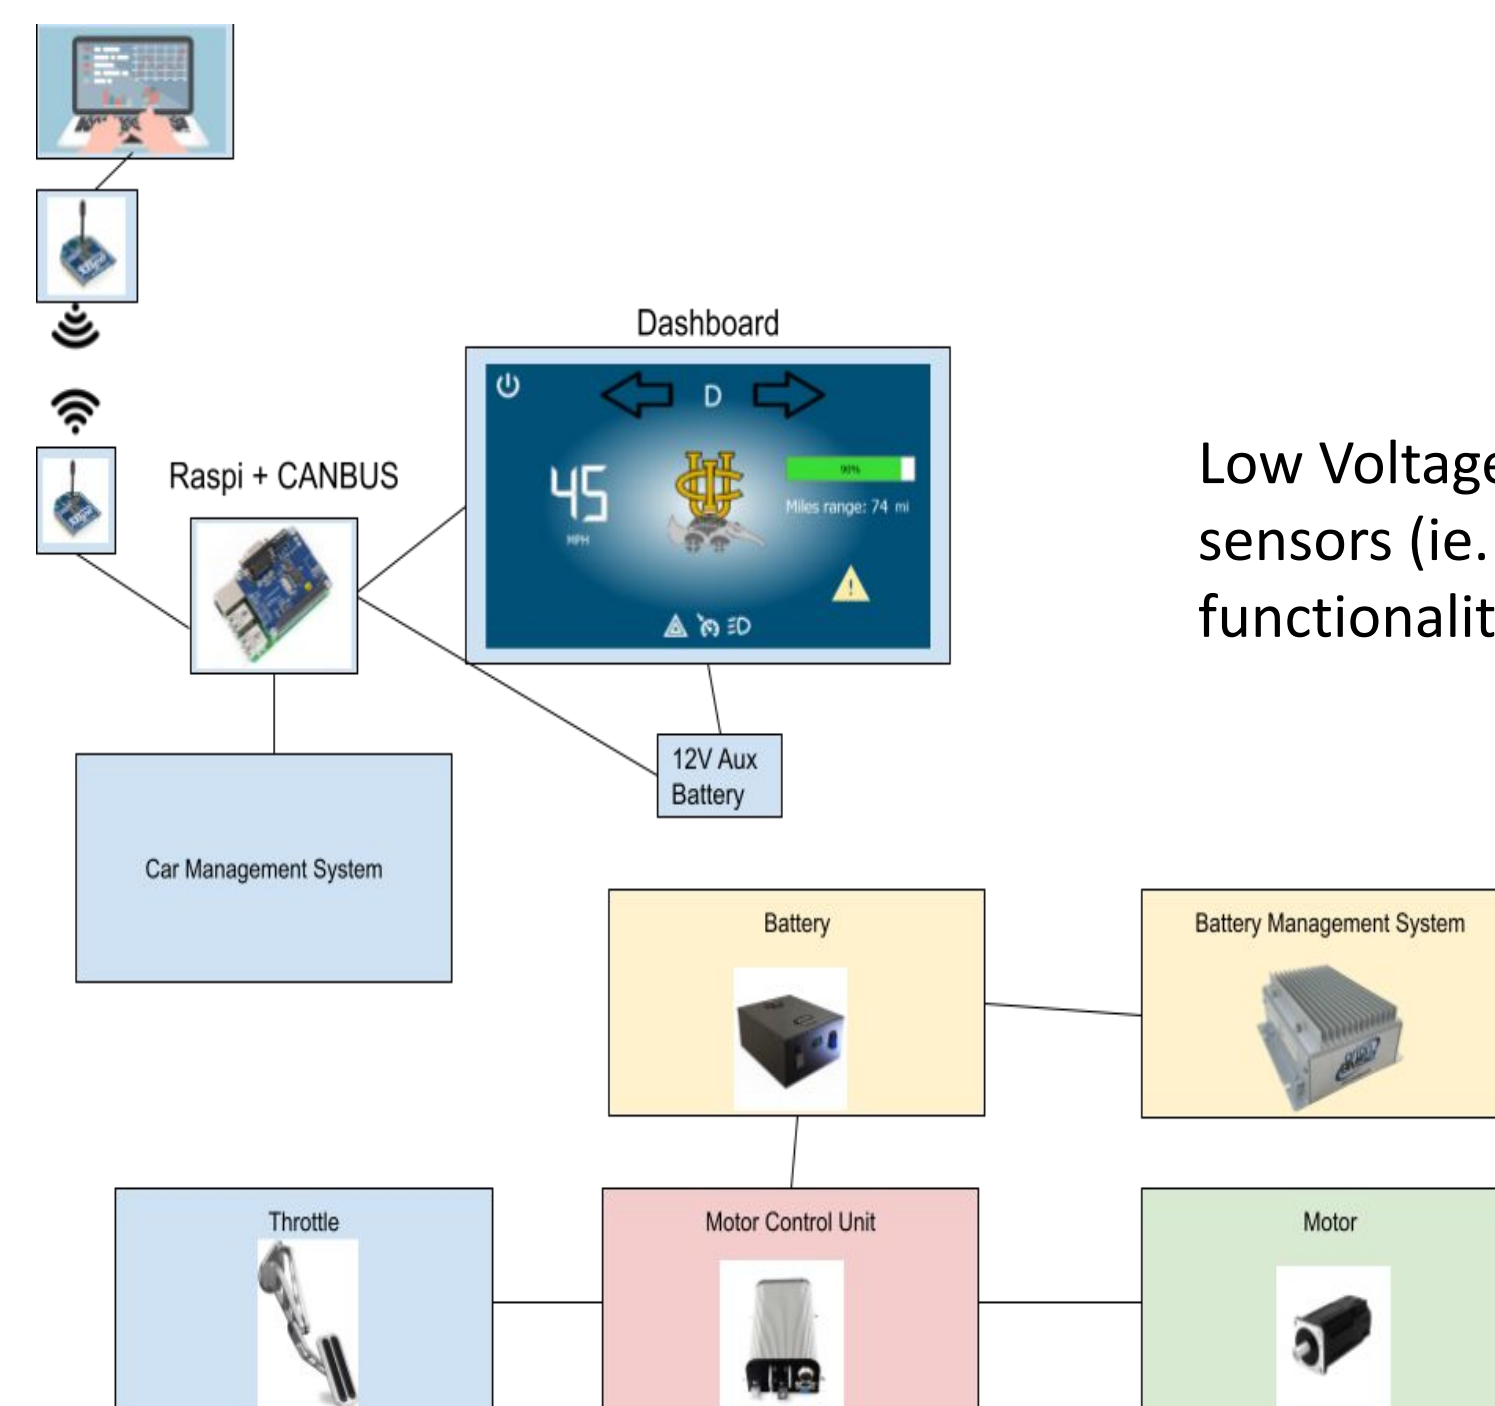 Dashboard
D
45
MPH
90%
Miles range: 74 mi
Raspi + CANBUS
Low Voltage
sensors (ie.
functionalit
12V Aux
Battery
Car Management System
Battery
Battery Management System
Throttle
Motor Control Unit
Motor